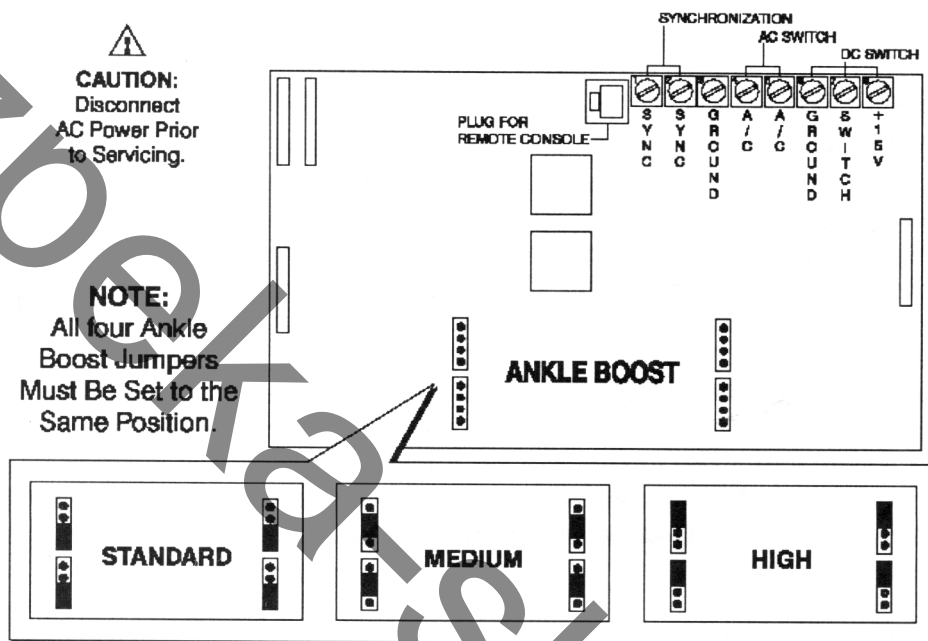 SYNCHRONIZATION
AC SWITCH
DC SWITCH
CAUTION:
Disconnect
AC Power Prior
to Servicing.
PLUG FOR
REMOTE CONSOLE
SYNC
SYNC
GROUND
A/C
A/C
GROUND
SWITCH
+15V
NOTE:
All four Ankle
Boost Jumpers
Must Be Set to the
Same Position.
ANKLE BOOST
STANDARD
MEDIUM
HIGH